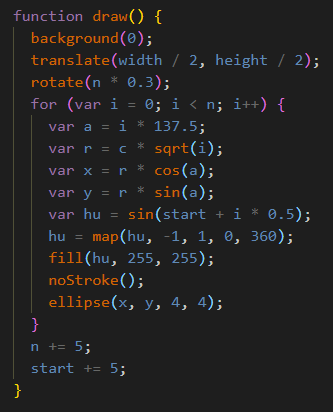 function draw() {
background(0);
translate(width / 2, height / 2);
rotate(n * 0.3);
for (var i = 0; i < n; i++) {
var a = i * 137.5;
var r = c * sqrt(i);
var x = r * cos(a);
var y = r * sin(a);
var hu = sin(start + i * 0.5);
hu = map(hu, -1, 1, 0, 360);
fill(hu, 255, 255);
noStroke();
ellipse(x, y, 4, 4);
}
n += 5;
start += 5;
}